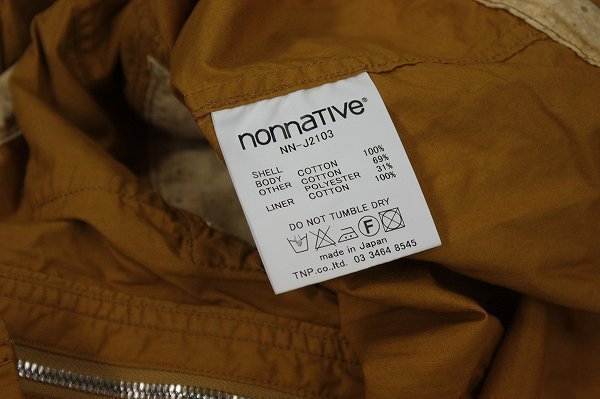 nonnative®
NN-J2103
SHELL
BODY COTTON 100%
OTHER COTTON 69%
POLYESTER 31%
LINER COTTON 100%
DO NOT TUMBLE DRY
F
made in Japan
TNP.co.,ltd. 03 3464 8545